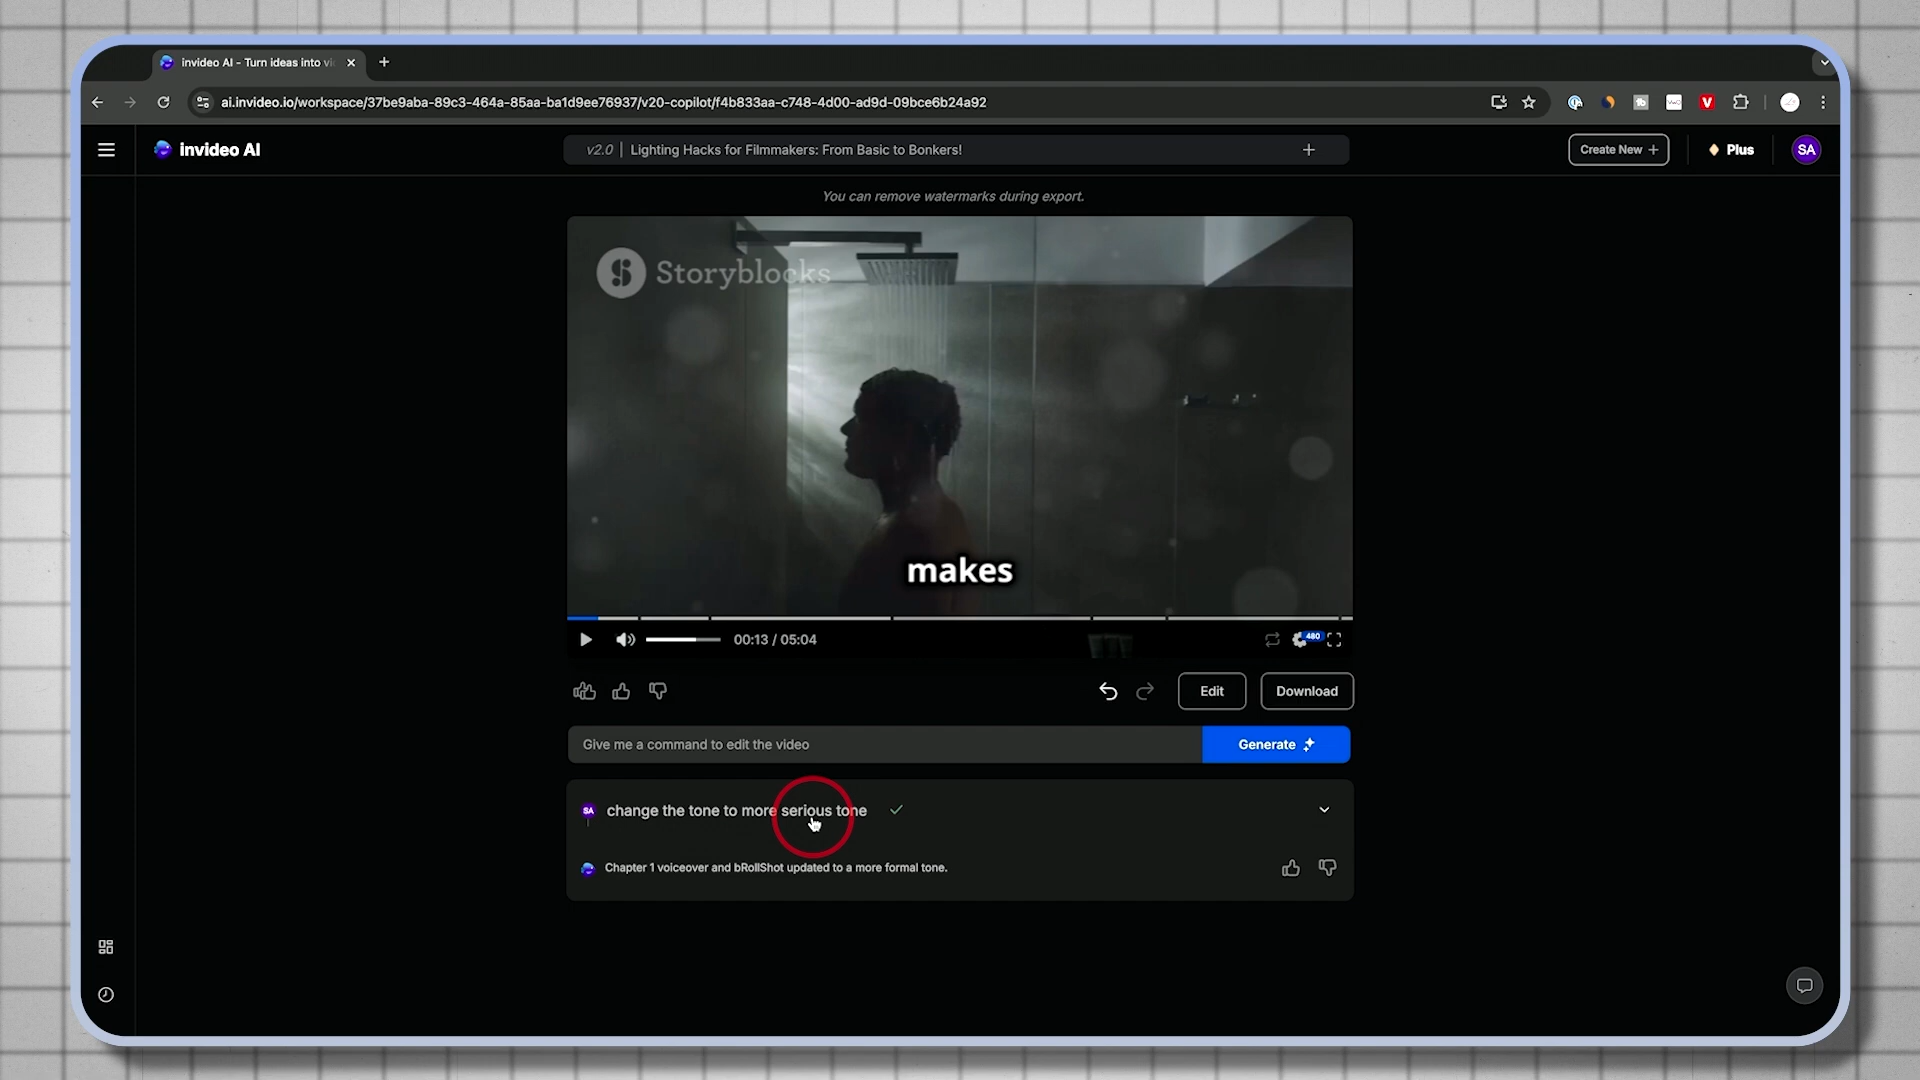 invideo AI - Turn ideas into vi
ai.invideo.io/workspace/37be9aba-89c3-464a-85aa-ba1d9ee76937/v20-copilot/f4b833aa-c748-4d00-ad9d-09bce6b24a92
invideo AI
v2.0 | Lighting Hacks for Filmmakers: From Basic to Bonkers!
Create New +
Plus
SA
You can remove watermarks during export.
Storyblocks
makes
00:13 / 05:04
480
Edit
Download
Give me a command to edit the video
Generate
SA
change the tone to more serious tone
Chapter 1 voiceover and bRollShot updated to a more formal tone.